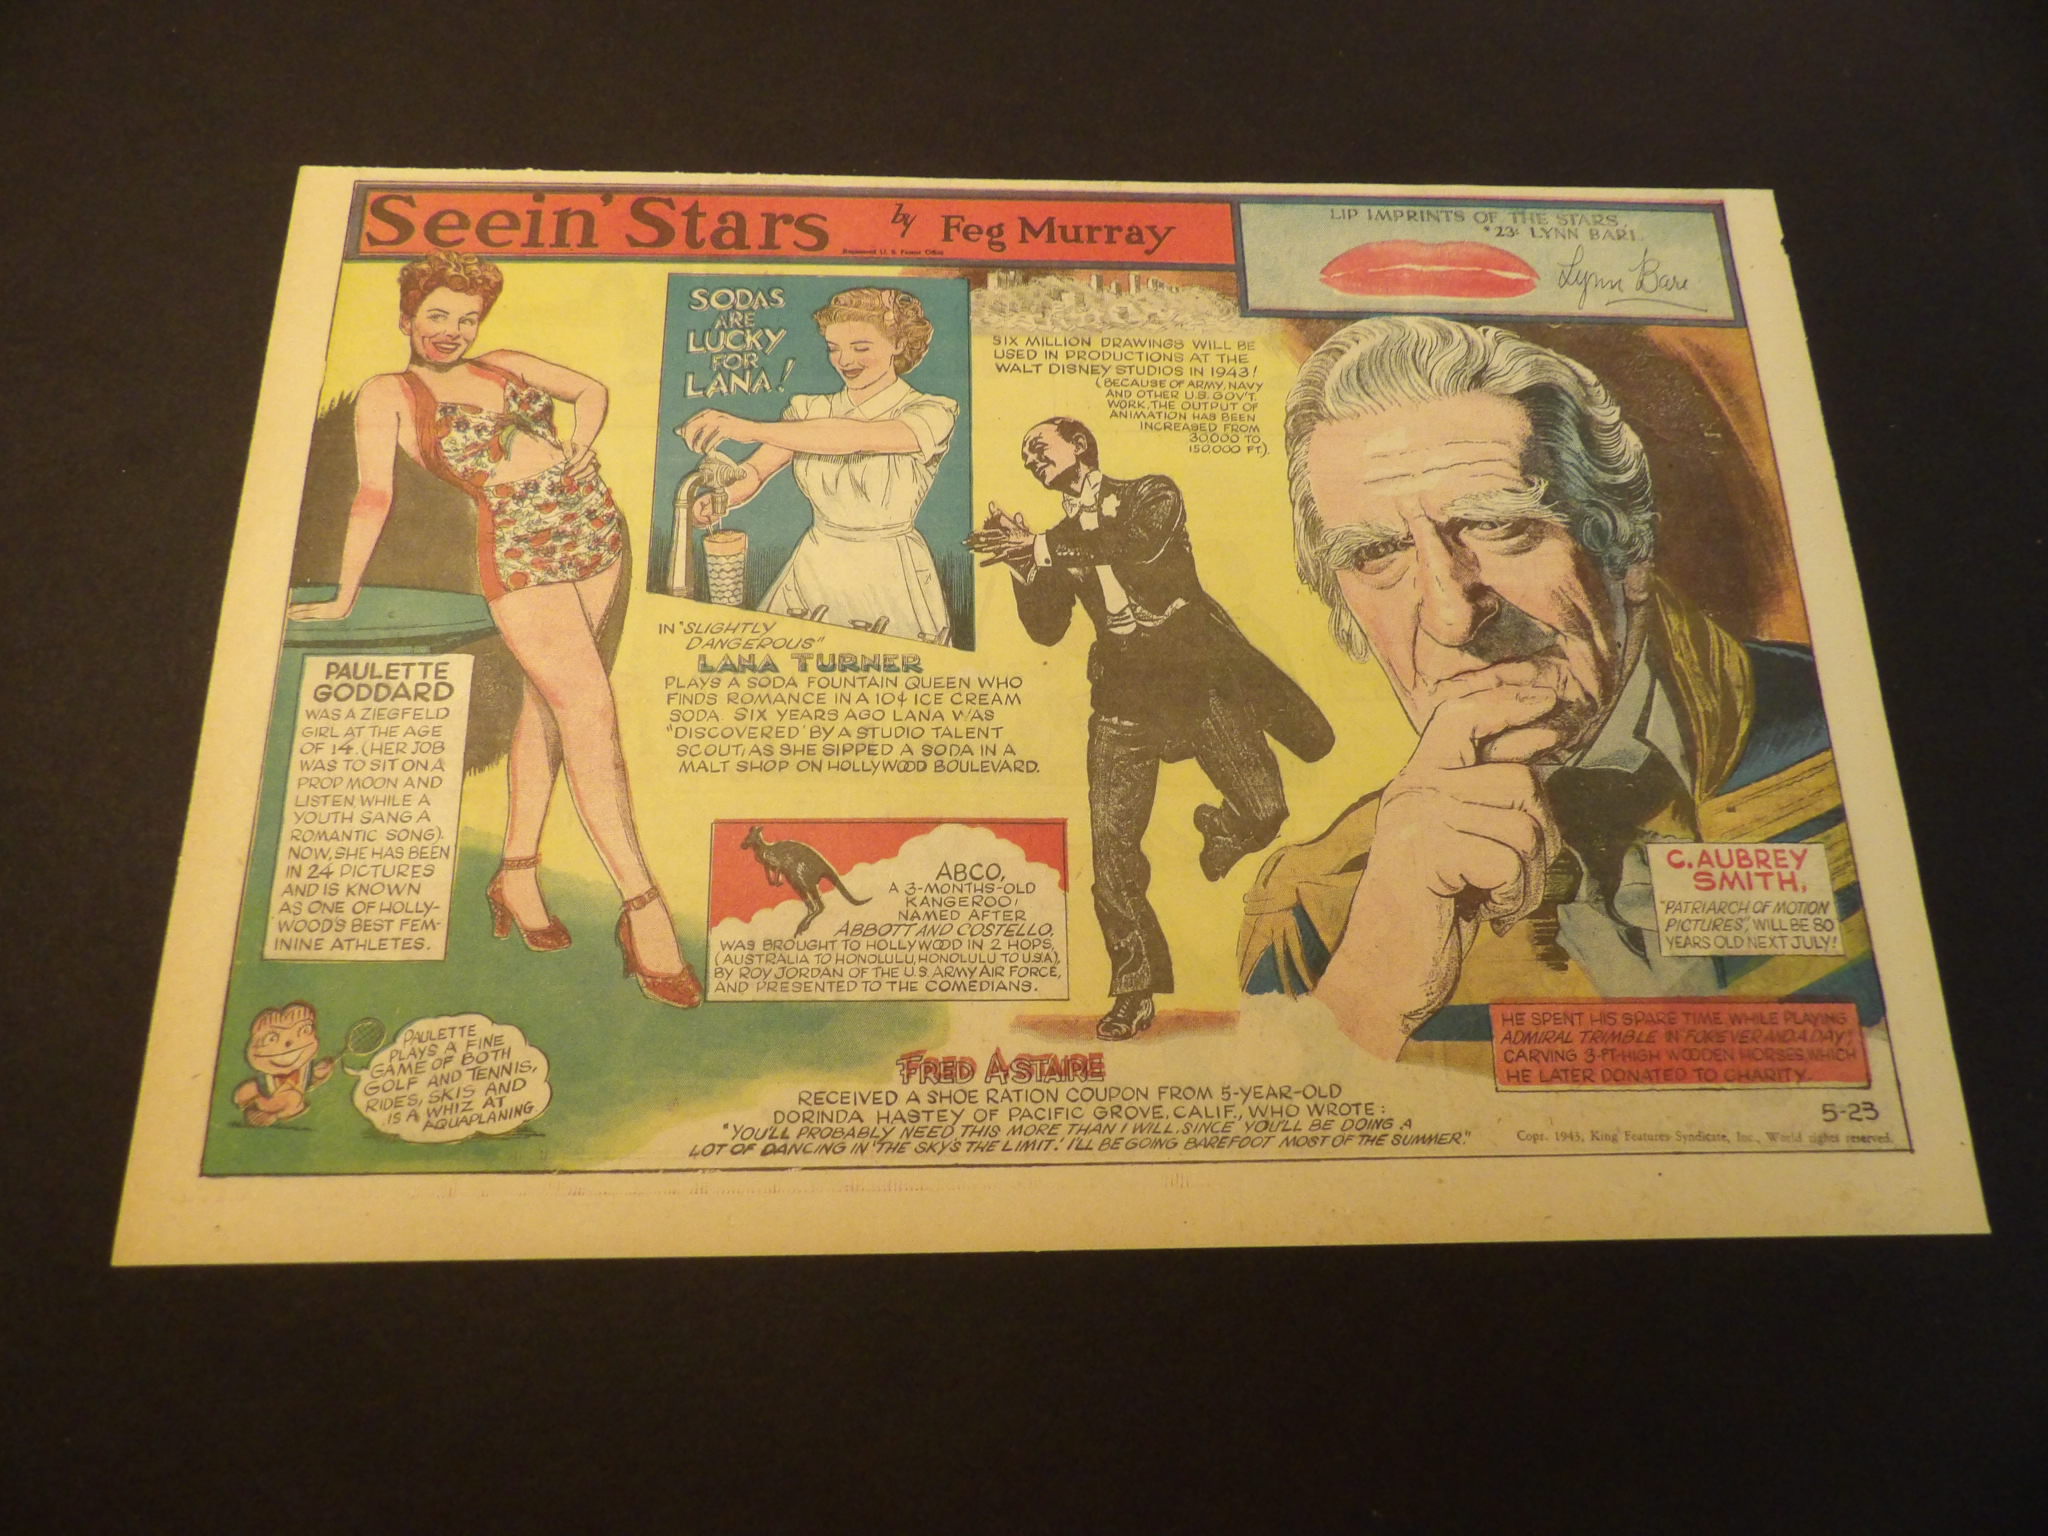 Seein' Stars by Feg Murray
Registered U. S. Patent Office
LIP IMPRINTS OF THE STARS.
#23: LYNN BARI.
Lynn Bari
SODAS
ARE
LUCKY
FOR
LANA!
SIX MILLION DRAWINGS WILL BE
USED IN PRODUCTIONS AT THE
WALT DISNEY STUDIOS IN 1943!
(BECAUSE OF ARMY, NAVY
AND OTHER U.S. GOV'T.
WORK, THE OUTPUT OF
ANIMATION HAS BEEN
INCREASED FROM
30,000 TO
150,000 FT.).
IN "SLIGHTLY
DANGEROUS"
LANA TURNER
PLAYS A SODA FOUNTAIN QUEEN WHO
FINDS ROMANCE IN A 10¢ ICE CREAM
SODA. SIX YEARS AGO LANA WAS
"DISCOVERED" BY A STUDIO TALENT
SCOUT, AS SHE SIPPED A SODA IN A
MALT SHOP ON HOLLYWOOD BOULEVARD.
PAULETTE
GODDARD
WAS A ZIEGFELD
GIRL AT THE AGE
OF 14. (HER JOB
WAS TO SIT ON A
PROP MOON AND
LISTEN, WHILE A
YOUTH SANG A
ROMANTIC SONG).
NOW, SHE HAS BEEN
IN 24 PICTURES
AND IS KNOWN
AS ONE OF HOLLY-
WOOD'S BEST FEM-
ININE ATHLETES.
PAULETTE
PLAYS A FINE
GAME OF BOTH
GOLF AND TENNIS,
RIDES, SKIS AND
IS A WHIZ AT
AQUAPLANING.
ABCO,
A 3-MONTHS-OLD
KANGEROO,
NAMED AFTER
ABBOTT AND COSTELLO,
WAS BROUGHT TO HOLLYWOOD IN 2 HOPS,
(AUSTRALIA TO HONOLULU, HONOLULU TO U.S.A.),
BY ROY JORDAN OF THE U.S. ARMY AIR FORCE,
AND PRESENTED TO THE COMEDIANS.
FRED ASTAIRE
RECEIVED A SHOE RATION COUPON FROM 5-YEAR-OLD
DORINDA HASTEY OF PACIFIC GROVE, CALIF., WHO WROTE:
"YOU'LL PROBABLY NEED THIS MORE THAN I WILL, SINCE YOU'LL BE DOING A
LOT OF DANCING IN 'THE SKY'S THE LIMIT.' I'LL BE GOING BAREFOOT MOST OF THE SUMMER."
C. AUBREY
SMITH,
"PATRIARCH OF MOTION
PICTURES", WILL BE 80
YEARS OLD NEXT JULY!
HE SPENT HIS SPARE TIME WHILE PLAYING
ADMIRAL TRIMBLE IN "FOREVER AND A DAY",
CARVING 3-FT-HIGH WOODEN HORSES, WHICH
HE LATER DONATED TO CHARITY.
5-23
Copr. 1943, King Features Syndicate, Inc., World rights reserved.